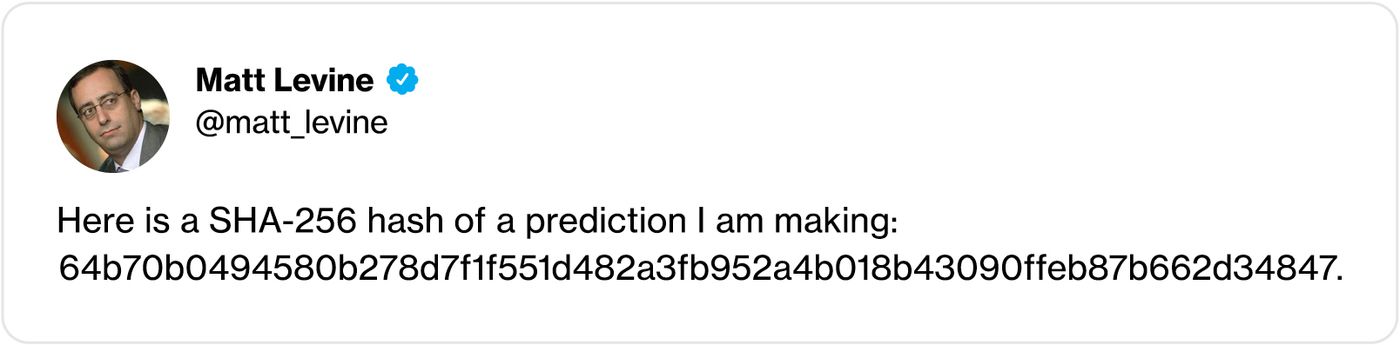 Matt Levine
@matt_levine
Here is a SHA-256 hash of a prediction I am making:
64b70b0494580b278d7f1f551d482a3fb952a4b018b43090ffeb87b662d34847.